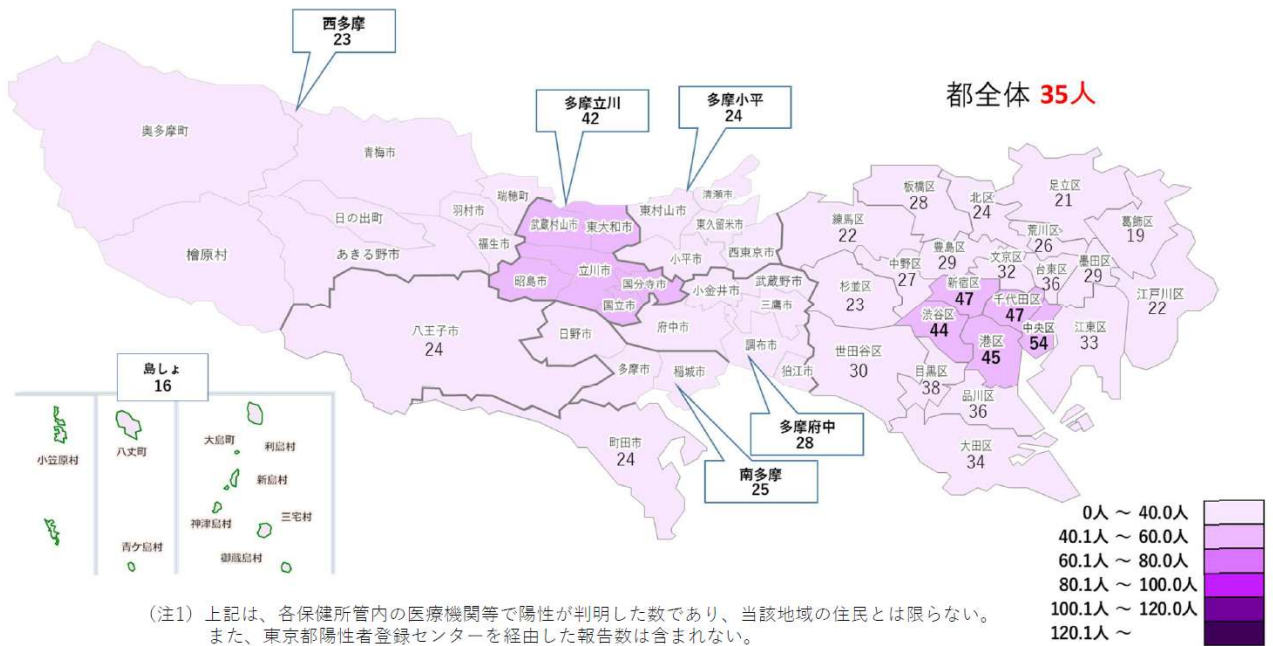 西多摩
23
多摩立川
42
多摩小平
24
都全体 35人
奥多摩町
青梅市
瑞穂町
羽村市
日の出町
福生市
あきる野市
檜原村
武蔵村山市
東大和市
昭島市
立川市
国分寺市
国立市
東村山市
清瀬市
東久留米市
小平市
西東京市
小金井市
武蔵野市
三鷹市
府中市
調布市
狛江市
八王子市
24
日野市
多摩市
稲城市
町田市
24
多摩府中
28
南多摩
25
板橋区
28
北区
24
足立区
21
葛飾区
19
練馬区
22
豊島区
29
荒川区
26
文京区
32
台東区
36
墨田区
29
中野区
27
杉並区
23
新宿区
47
千代田区
47
渋谷区
44
中央区
54
港区
45
江東区
33
江戸川区
22
世田谷区
30
目黒区
38
品川区
36
大田区
34
島しょ
16
小笠原村
八丈町
青ケ島村
大島町
利島村
新島村
神津島村
三宅村
御蔵島村
0人 ～ 40.0人
40.1人 ～ 60.0人
60.1人 ～ 80.0人
80.1人 ～ 100.0人
100.1人 ～ 120.0人
120.1人 ～
(注1) 上記は、各保健所管内の医療機関等で陽性が判明した数であり、当該地域の住民とは限らない。
また、東京都陽性者登録センターを経由した報告数は含まれない。